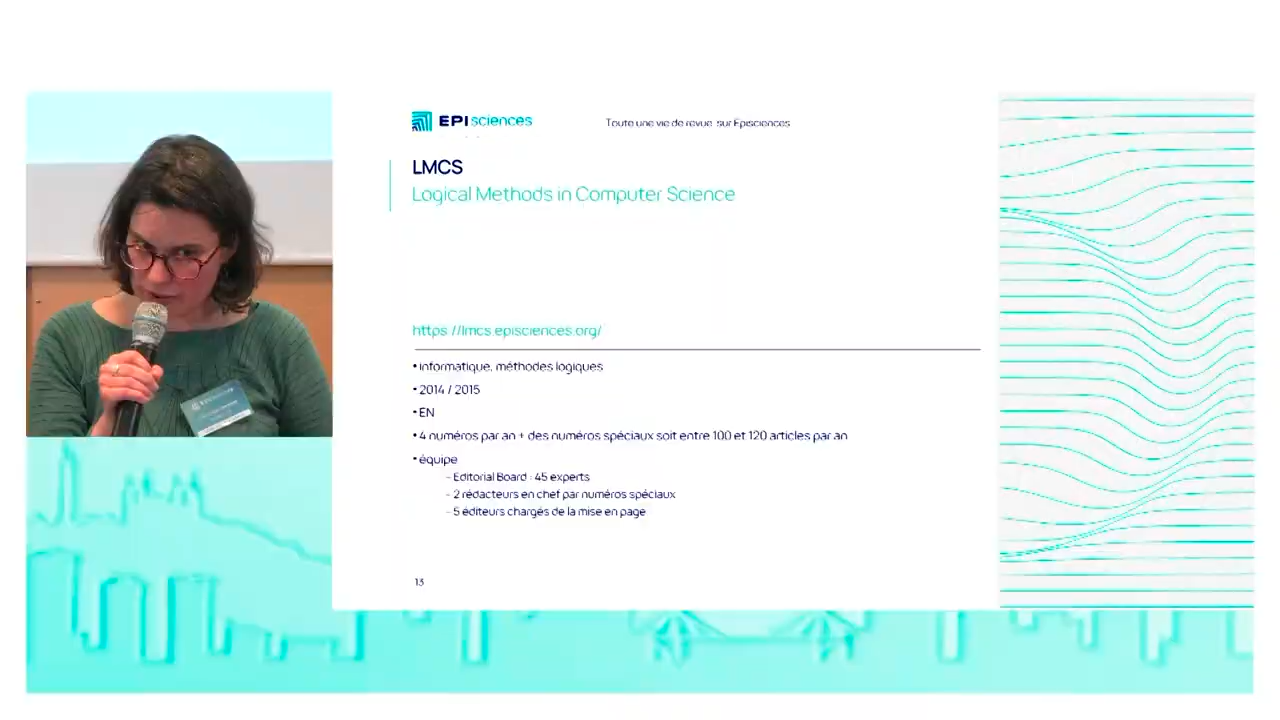 EPIsciences
Toute une vie de revue sur Episciences
LMCS
Logical Methods in Computer Science
https //lmcs.episciences.org/
• informatique, méthodes logiques
• 2014 / 2015
• EN
• 4 numéros par an + des numéros spéciaux soit entre 100 et 120 articles par an
• équipe
– Editorial Board : 45 experts
– 2 rédacteurs en chef par numéros spéciaux
– 5 éditeurs chargés de la mise en page
13